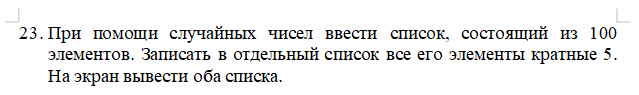 23. При помощи случайных чисел ввести список, состоящий из 100
элементов. Записать в отдельный список все его элементы кратные 5.
На экран вывести оба списка.